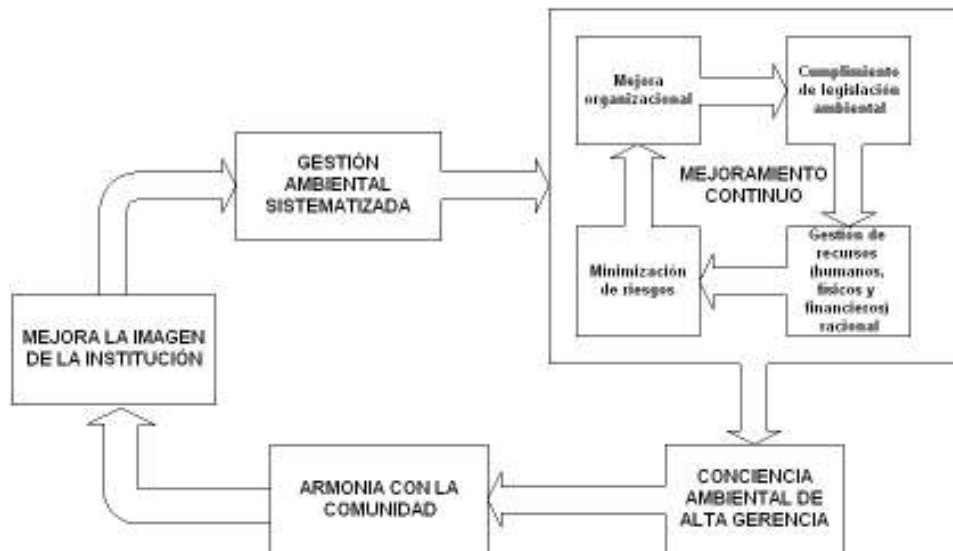 Mejora
organizacional
Cumplimiento
de legislación
ambiental
GESTIÓN
AMBIENTAL
SISTEMATIZADA
MEJORAMIENTO
CONTINUO
Minimización
de riesgos
Gestión de
recursos
(humanos,
físicos y
financieros)
racional
MEJORA LA IMAGEN
DE LA INSTITUCIÓN
ARMONIA CON LA
COMUNIDAD
CONCIENCIA
AMBIENTAL DE
ALTA GERENCIA